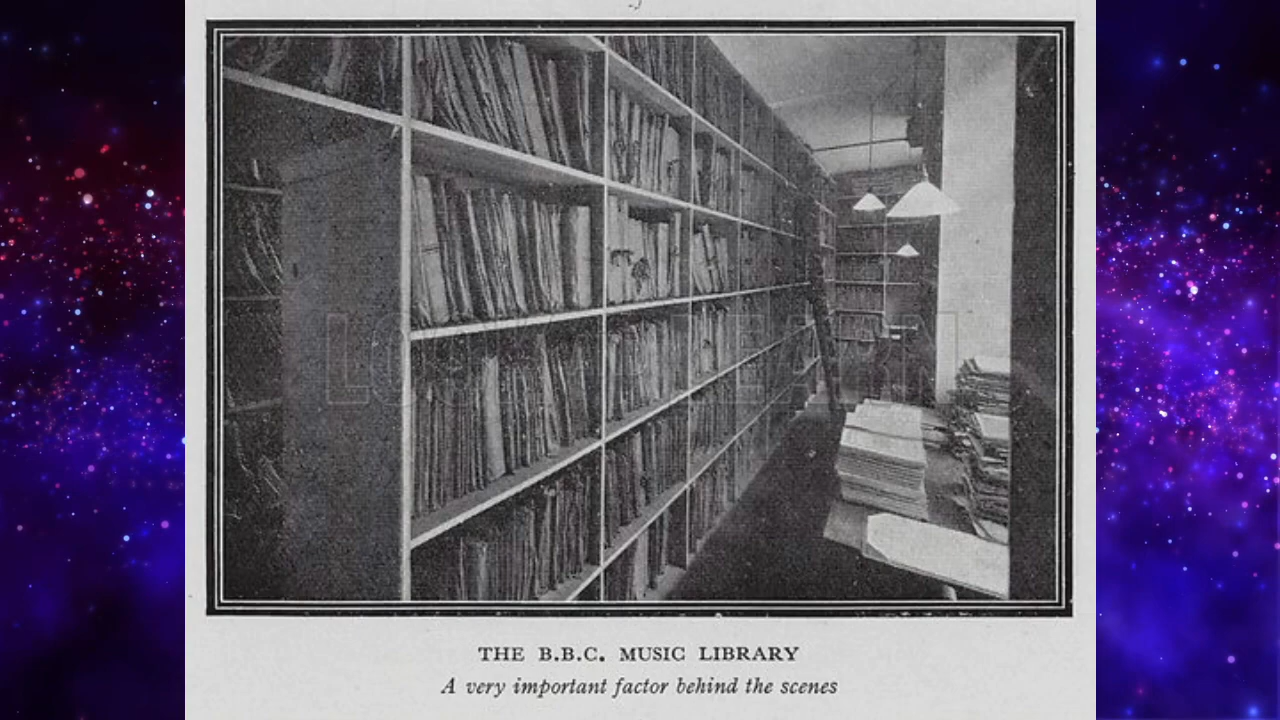 THE B.B.C. MUSIC LIBRARY
A very important factor behind the scenes